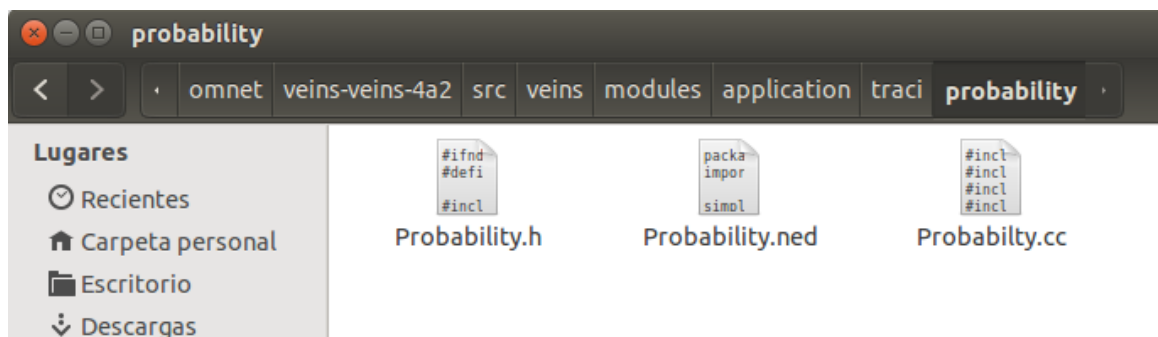 probability
omnet veins-veins-4a2 src veins modules application traci probability
Lugares
Recientes
Carpeta personal
Escritorio
Descargas
#ifnd
#defi
#incl
Probability.h
packa
impor
simpl
Probability.ned
#incl
#incl
#incl
#incl
Probabilty.cc